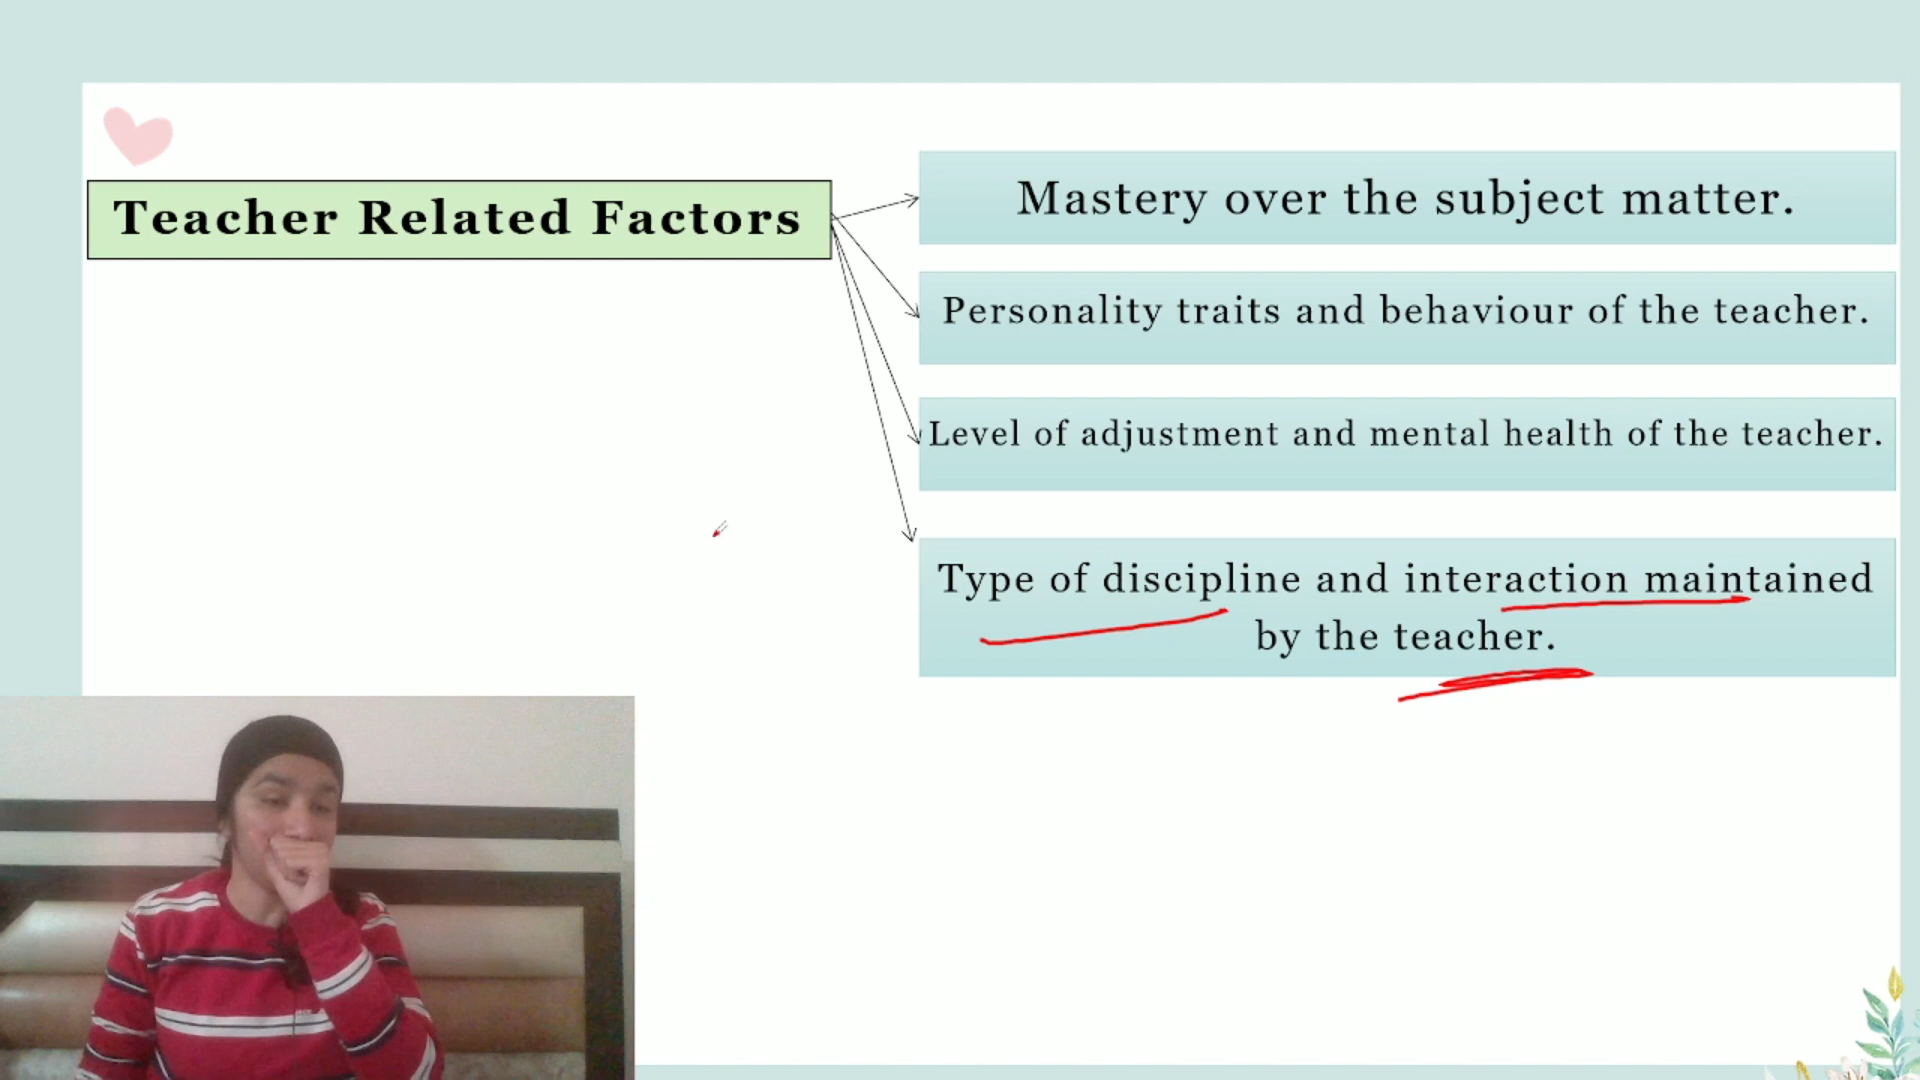 Teacher Related Factors
Mastery over the subject matter.
Personality traits and behaviour of the teacher.
Level of adjustment and mental health of the teacher.
Type of discipline and interaction maintained
by the teacher.